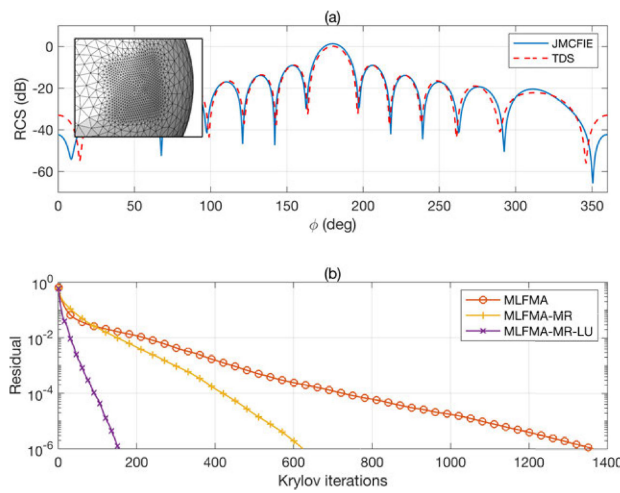 (a)
0
-20
-40
-60
RCS (dB)
JMCFIE
TDS
0 50 100 150 200 250 300 350
ϕ (deg)
(b)
10^0
10^-2
10^-4
10^-6
Residual
MLFMA
MLFMA-MR
MLFMA-MR-LU
0 200 400 600 800 1000 1200 1400
Krylov iterations